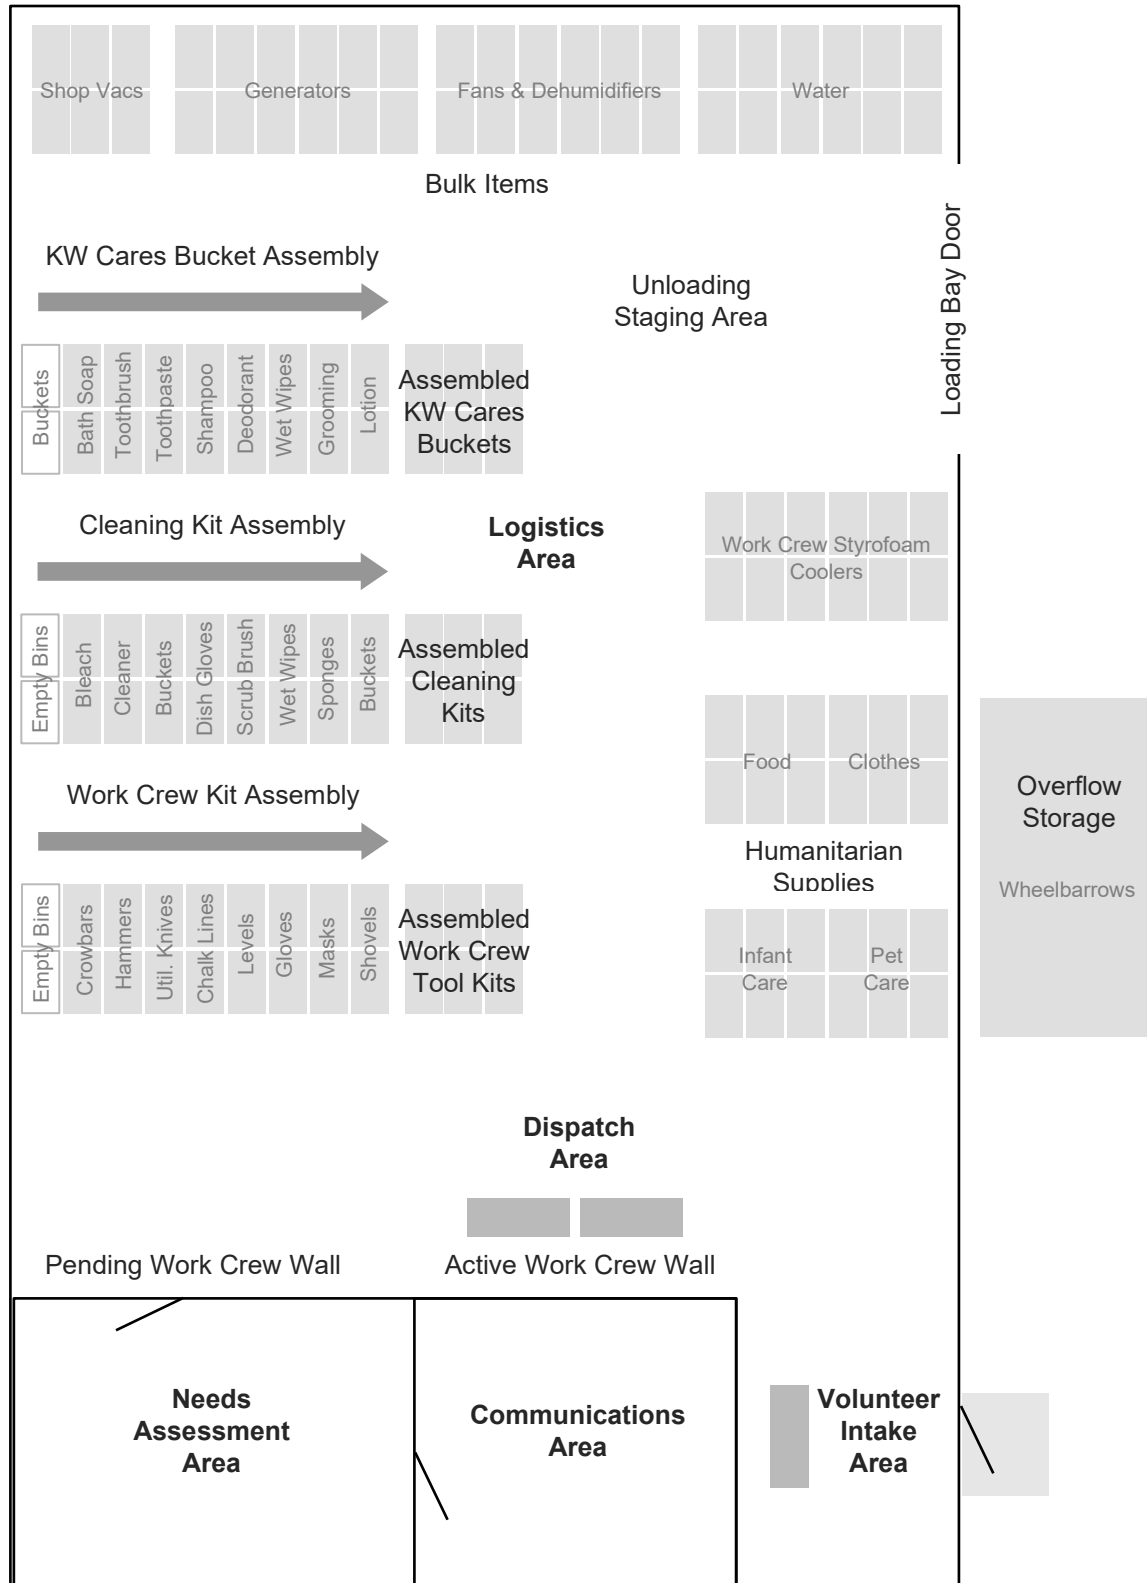 Shop Vacs
Generators
Fans & Dehumidifiers
Water
Bulk Items
Loading Bay Door
KW Cares Bucket Assembly
Unloading
Staging Area
Buckets
Bath Soap
Toothbrush
Toothpaste
Shampoo
Deodorant
Wet Wipes
Grooming
Lotion
Assembled
KW Cares
Buckets
Cleaning Kit Assembly
Logistics
Area
Work Crew Styrofoam
Coolers
Empty Bins
Bleach
Cleaner
Buckets
Dish Gloves
Scrub Brush
Wet Wipes
Sponges
Buckets
Assembled
Cleaning
Kits
Food
Clothes
Overflow
Storage
Wheelbarrows
Work Crew Kit Assembly
Humanitarian
Supplies
Empty Bins
Crowbars
Hammers
Util. Knives
Chalk Lines
Levels
Gloves
Masks
Shovels
Assembled
Work Crew
Tool Kits
Infant
Care
Pet
Care
Dispatch
Area
Pending Work Crew Wall
Active Work Crew Wall
Needs
Assessment
Area
Communications
Area
Volunteer
Intake
Area